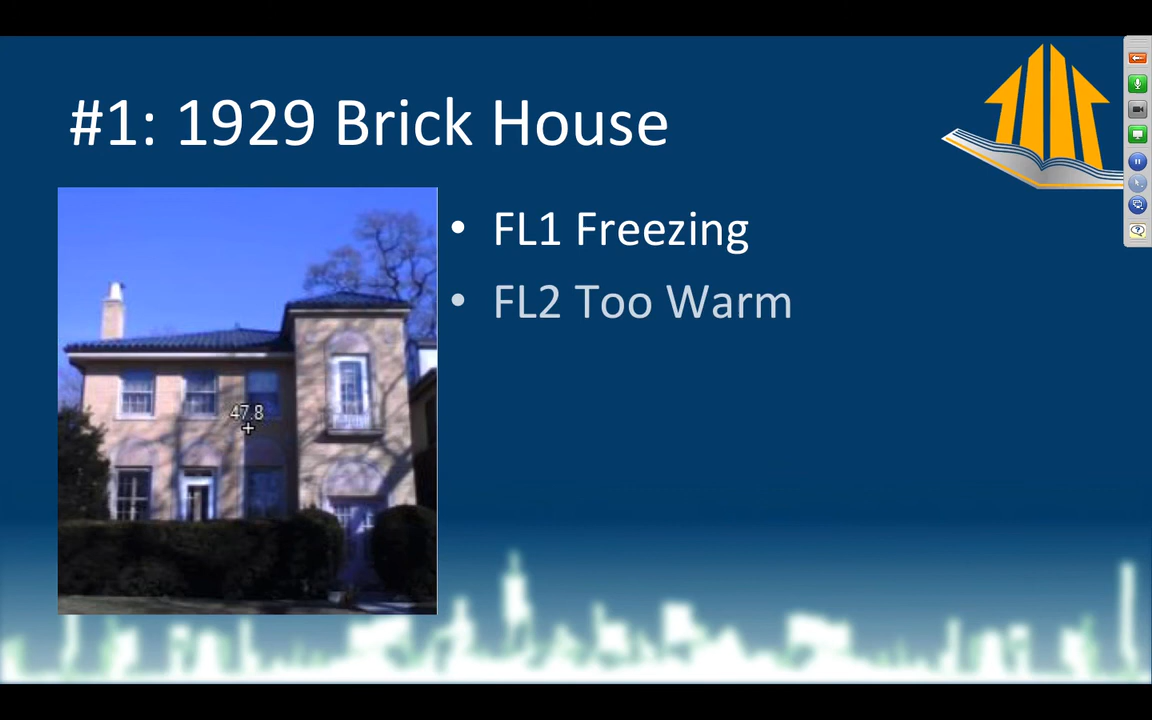 #1: 1929 Brick House
• FL1 Freezing
• FL2 Too Warm
47.8